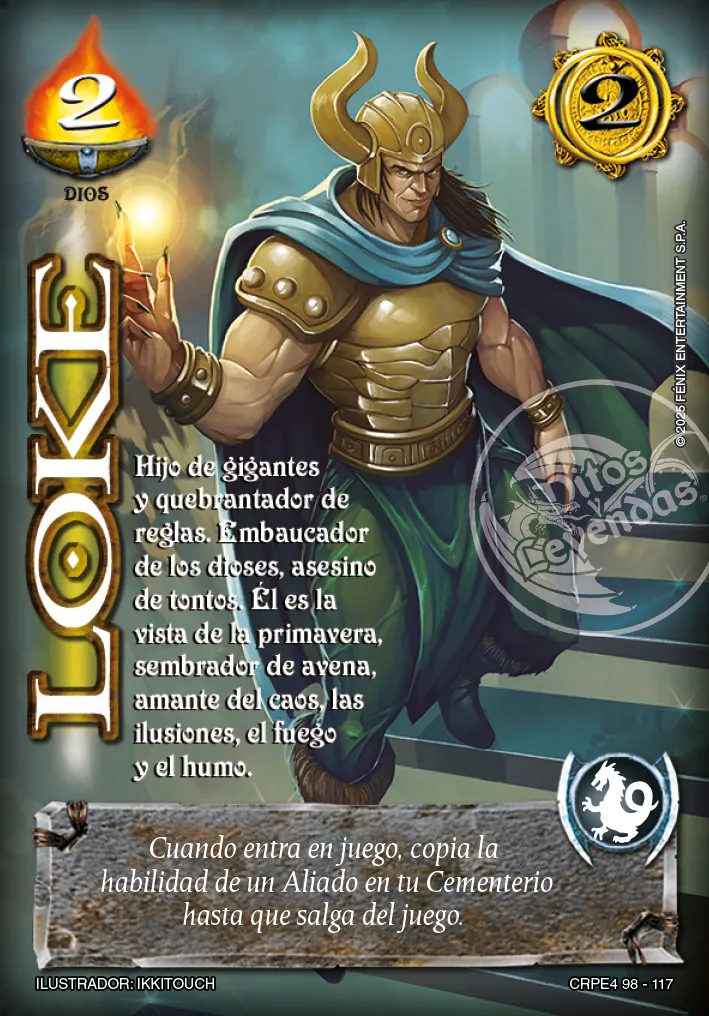 2
2
DIOS
LOKE
© 2025 FÉNIX ENTERTAINMENT S.P.A.
Hijo de gigantes
y quebrantador de
reglas. Embaucador
de los dioses, asesino
de tontos. Él es la
vista de la primavera,
sembrador de avena,
amante del caos, las
ilusiones, el fuego
y el humo.
Mitos
y
Leyendas®
Cuando entra en juego, copia la
habilidad de un Aliado en tu Cementerio
hasta que salga del juego.
ILUSTRADOR: IKKITOUCH
CRPE4 98 - 117